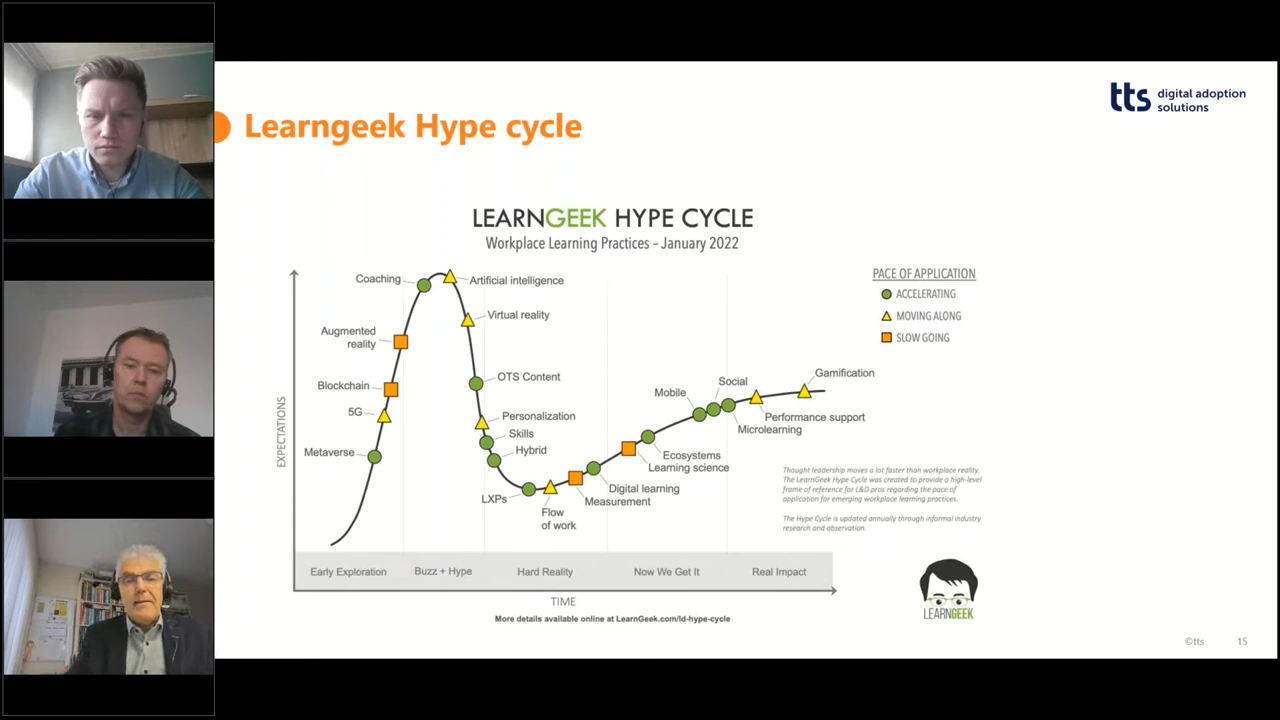 tts digital adoption
solutions
Learngeek Hype cycle
LEARNGEEK HYPE CYCLE
Workplace Learning Practices – January 2022
PACE OF APPLICATION
ACCELERATING
MOVING ALONG
SLOW GOING
EXPECTATIONS
Coaching
Artificial intelligence
Virtual reality
Augmented
reality
OTS Content
Blockchain
5G
Personalization
Skills
Hybrid
Metaverse
LXPs
Flow
of work
Measurement
Digital learning
Learning science
Ecosystems
Mobile
Social
Microlearning
Performance support
Gamification
Thought leadership moves a lot faster than workplace reality.
The LearnGeek Hype Cycle was created to provide a high-level
frame of reference for L&D pros regarding the pace of
application for emerging workplace learning practices.
The Hype Cycle is updated annually through informal industry
research and observation.
Early Exploration
Buzz + Hype
Hard Reality
Now We Get It
Real Impact
TIME
More details available online at LearnGeek.com/ld-hype-cycle
LEARNGEEK
©tts
15